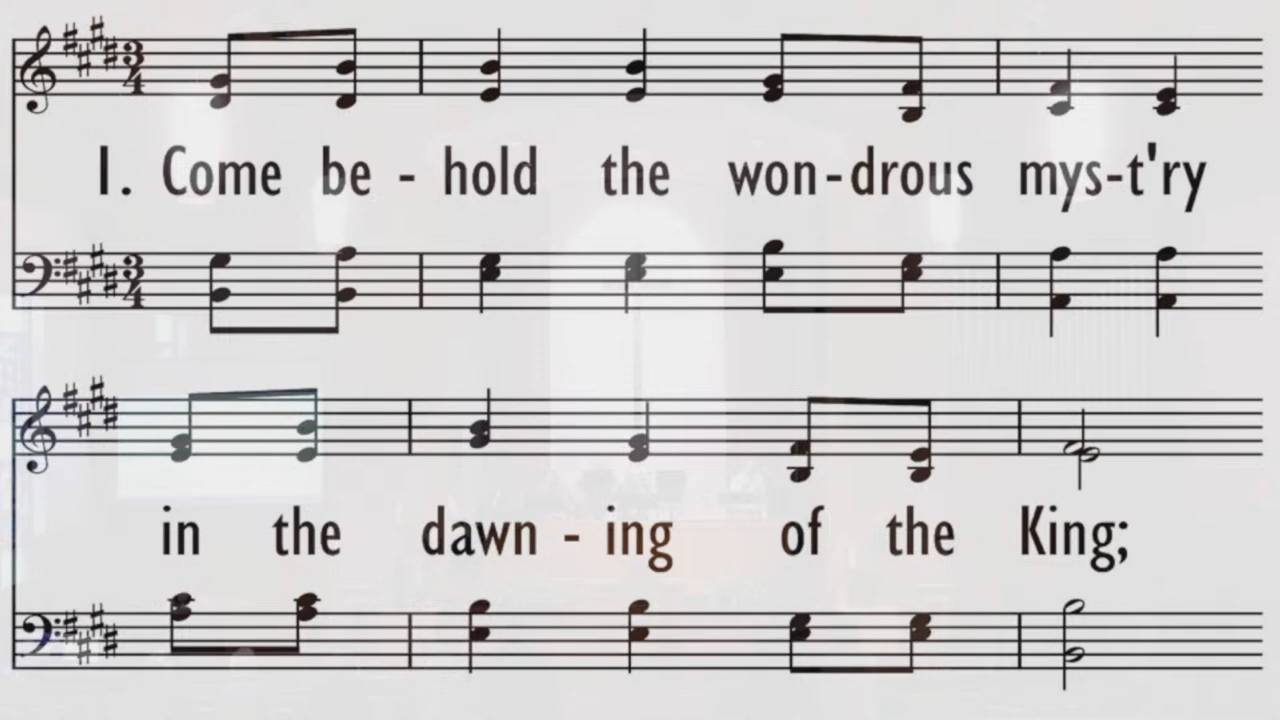 1. Come be - hold the won - drous mys - t'ry
in the dawn - ing of the King;